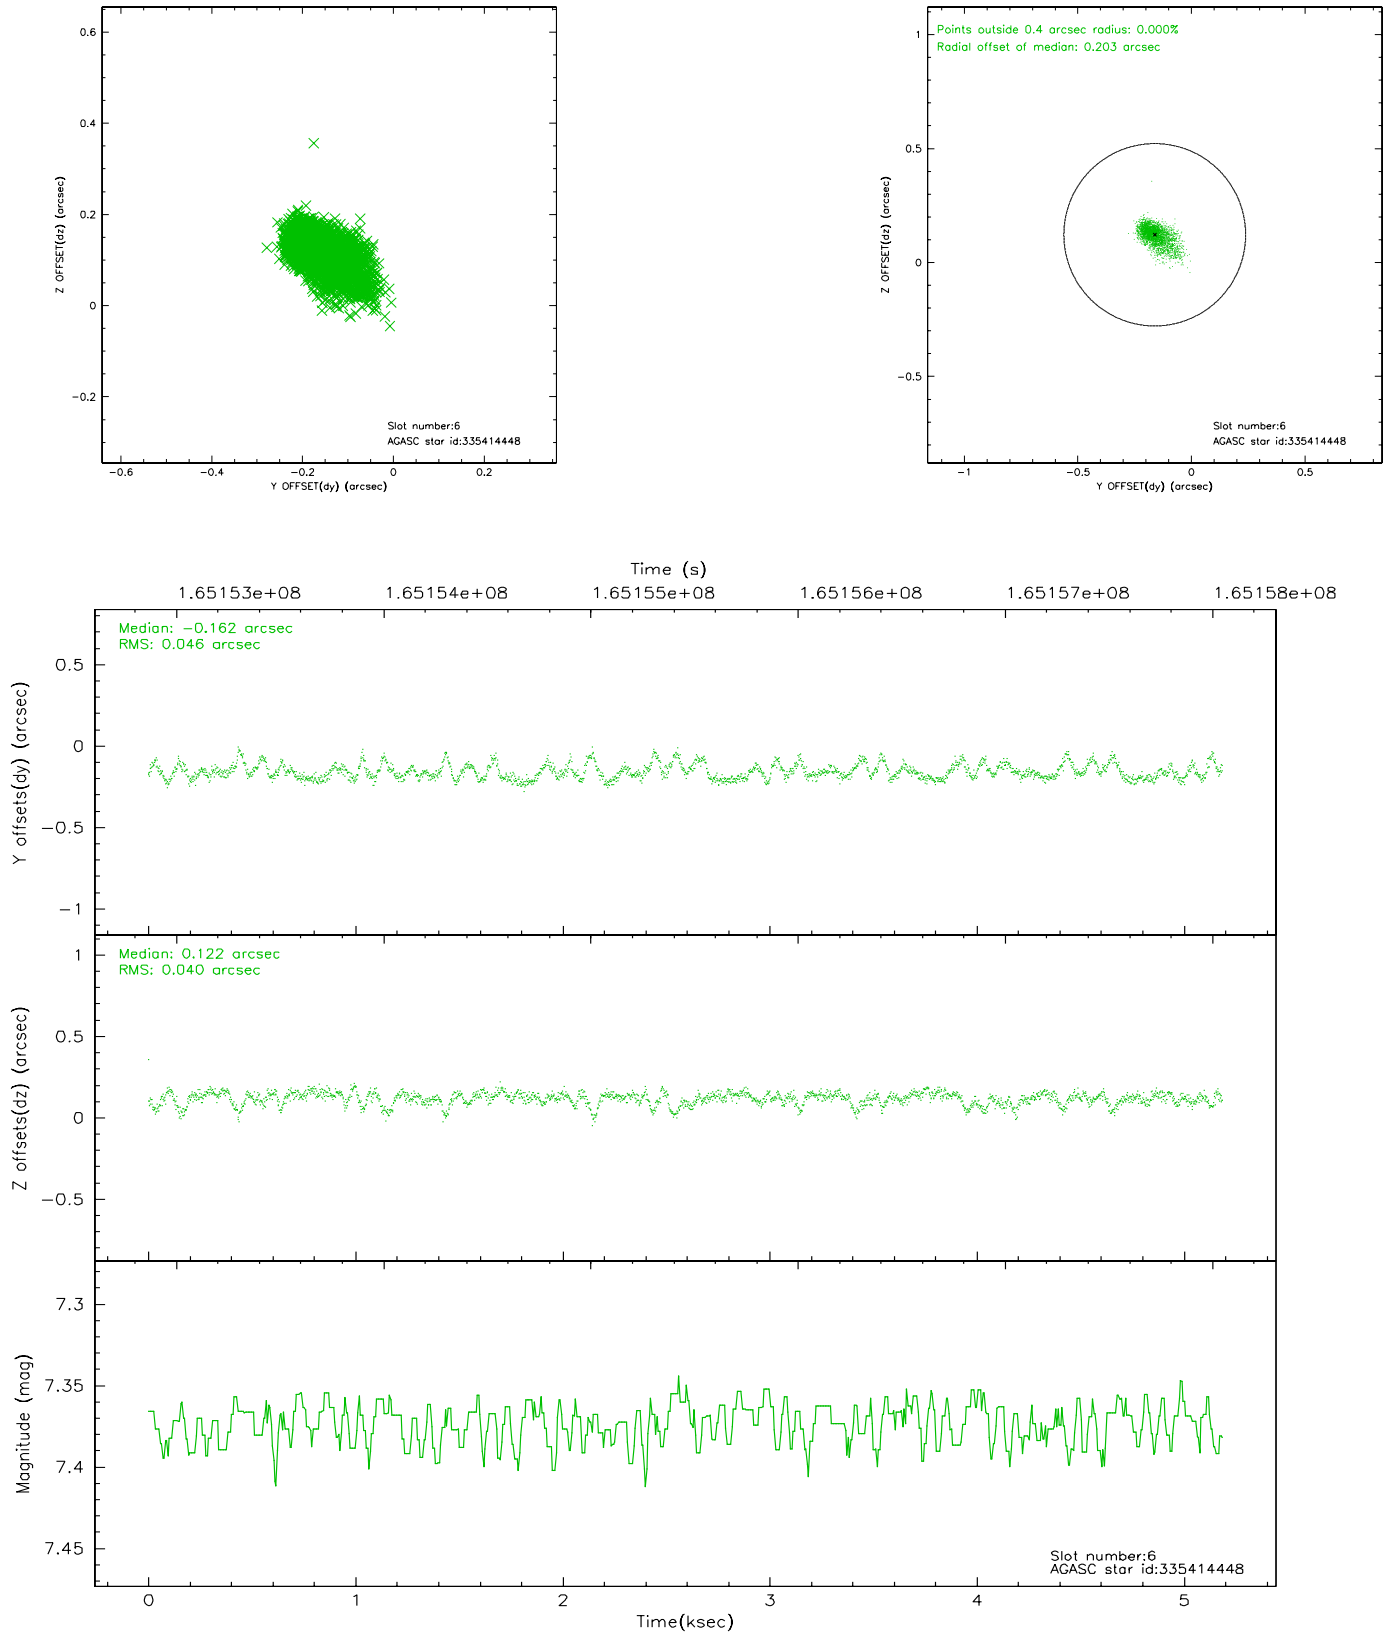 0.6
0.4
0.2
0
−0.2
Z OFFSET(dz) (arcsec)
Slot number:6
AGASC star id:335414448
−0.6 −0.4 −0.2 0 0.2
Y OFFSET(dy) (arcsec)
Points outside 0.4 arcsec radius: 0.000%
Radial offset of median: 0.203 arcsec
1
0.5
0
−0.5
Z OFFSET(dz) (arcsec)
Slot number:6
AGASC star id:335414448
−1 −0.5 0 0.5
Y OFFSET(dy) (arcsec)
Time (s)
1.65153e+08 1.65154e+08 1.65155e+08 1.65156e+08 1.65157e+08 1.65158e+08
Median: −0.162 arcsec
RMS: 0.046 arcsec
0.5
0
−0.5
−1
Y offsets(dy) (arcsec)
Median: 0.122 arcsec
RMS: 0.040 arcsec
1
0.5
0
−0.5
Z offsets(dz) (arcsec)
7.3
7.35
7.4
7.45
Magnitude (mag)
Slot number:6
AGASC star id:335414448
0 1 2 3 4 5
Time(ksec)